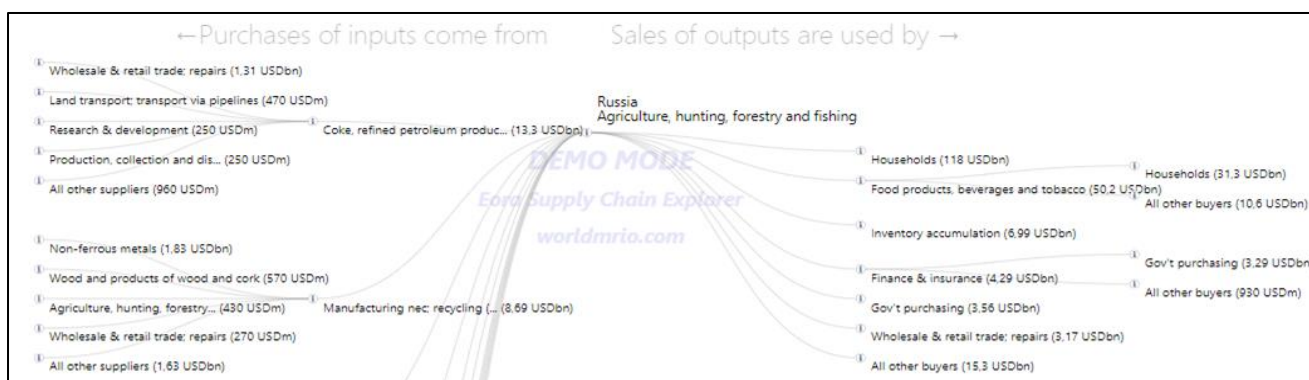 ←Purchases of inputs come from
Sales of outputs are used by →
Wholesale & retail trade; repairs (1,31 USDbn)
Land transport; transport via pipelines (470 USDm)
Research & development (250 USDm)
Production, collection and dis... (250 USDm)
All other suppliers (960 USDm)
Coke, refined petroleum produc... (13,3 USDbn)
Non-ferrous metals (1,83 USDbn)
Wood and products of wood and cork (570 USDm)
Agriculture, hunting, forestry... (430 USDm)
Wholesale & retail trade; repairs (270 USDm)
All other suppliers (1,63 USDbn)
Manufacturing nec; recycling (... (8,69 USDbn)
Russia
Agriculture, hunting, forestry and fishing
DEMO MODE
Eora Supply Chain Explorer
worldmrio.com
Households (118 USDbn)
Food products, beverages and tobacco (50,2 USDbn)
Inventory accumulation (6,99 USDbn)
Finance & insurance (4,29 USDbn)
Gov't purchasing (3,56 USDbn)
Wholesale & retail trade; repairs (3,17 USDbn)
All other buyers (15,3 USDbn)
Households (31,3 USDbn)
All other buyers (10,6 USDbn)
Gov't purchasing (3,29 USDbn
All other buyers (930 USDm)